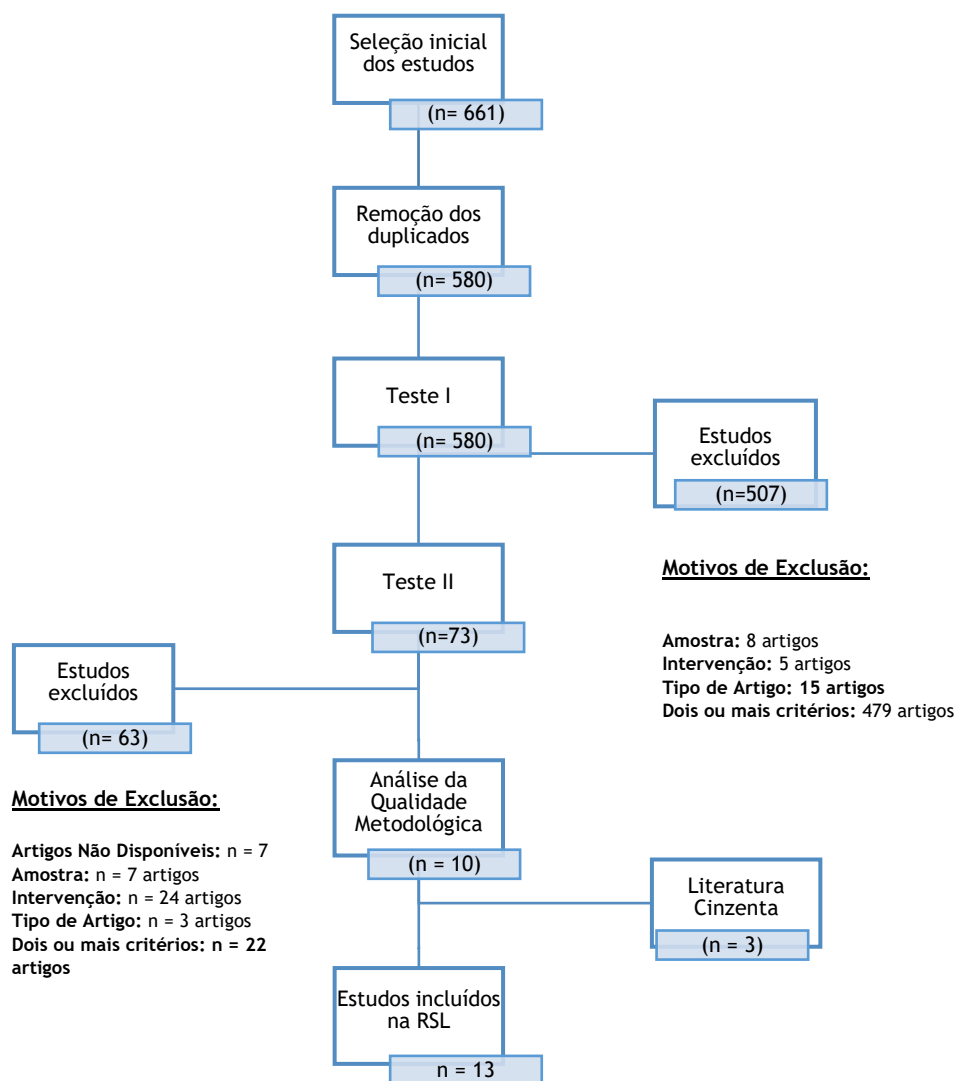 Seleção inicial
dos estudos
(n= 661)
Remoção dos
duplicados
(n= 580)
Teste I
(n= 580)
Estudos
excluídos
(n=507)
Motivos de Exclusão:
Amostra: 8 artigos
Intervenção: 5 artigos
Tipo de Artigo: 15 artigos
Dois ou mais critérios: 479 artigos
Teste II
(n=73)
Estudos
excluídos
(n= 63)
Motivos de Exclusão:
Artigos Não Disponíveis: n = 7
Amostra: n = 7 artigos
Intervenção: n = 24 artigos
Tipo de Artigo: n = 3 artigos
Dois ou mais critérios: n = 22
artigos
Análise da
Qualidade
Metodológica
(n = 10)
Literatura
Cinzenta
(n = 3)
Estudos incluídos
na RSL
n = 13